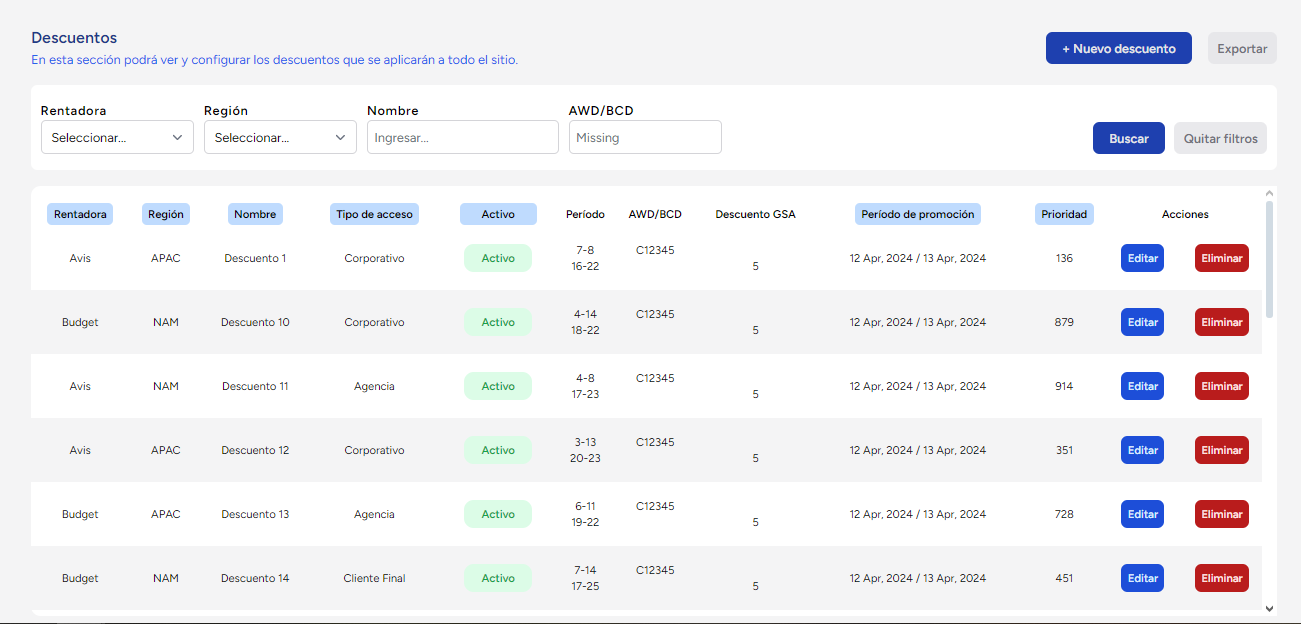 Descuentos
En esta sección podrá ver y configurar los descuentos que se aplicarán a todo el sitio.
+ Nuevo descuento Exportar
Rentadora Región Nombre AWD/BCD
Seleccionar... Seleccionar... Ingresar... Missing Buscar Quitar filtros
Rentadora Región Nombre Tipo de acceso Activo Período AWD/BCD Descuento GSA Período de promoción Prioridad Acciones
Avis APAC Descuento 1 Corporativo Activo 7-8 C12345 12 Apr, 2024 / 13 Apr, 2024 136 Editar Eliminar
16-22 5
Budget NAM Descuento 10 Corporativo Activo 4-14 C12345 12 Apr, 2024 / 13 Apr, 2024 879 Editar Eliminar
18-22 5
Avis NAM Descuento 11 Agencia Activo 4-8 C12345 12 Apr, 2024 / 13 Apr, 2024 914 Editar Eliminar
17-23 5
Avis APAC Descuento 12 Corporativo Activo 3-13 C12345 12 Apr, 2024 / 13 Apr, 2024 351 Editar Eliminar
20-23 5
Budget APAC Descuento 13 Agencia Activo 6-11 C12345 12 Apr, 2024 / 13 Apr, 2024 728 Editar Eliminar
19-22 5
Budget NAM Descuento 14 Cliente Final Activo 7-14 C12345 12 Apr, 2024 / 13 Apr, 2024 451 Editar Eliminar
17-25 5